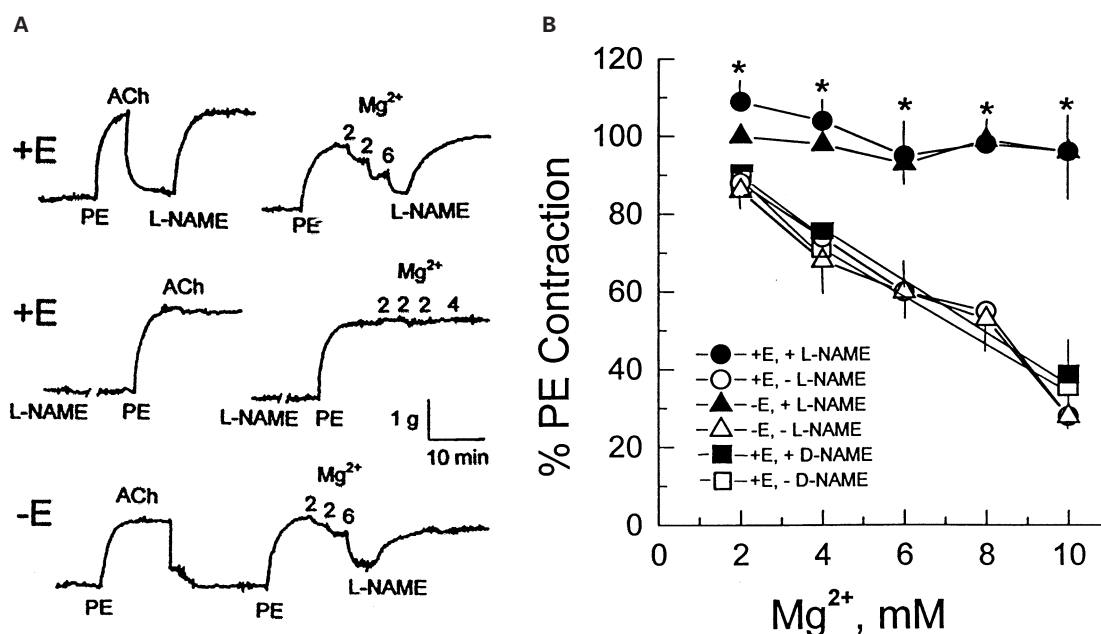 A
ACh
+E
Mg2+
2 2 6
PE
L-NAME
PE
L-NAME
+E
ACh
Mg2+
2 2 2 4
L-NAME
PE
L-NAME
PE
1 g
10 min
-E
ACh
Mg2+
2 2 6
PE
PE
L-NAME
B
120
100
80
60
40
20
0
% PE Contraction
* * * * *
+E, + L-NAME
+E, - L-NAME
-E, + L-NAME
-E, - L-NAME
+E, + D-NAME
+E, - D-NAME
0 2 4 6 8 10
Mg2+, mM